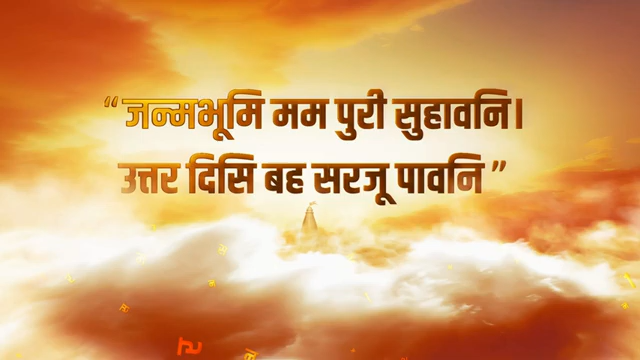 “जन्मभूमि मम पुरी सुहावनि।
उत्तर दिसि बह सरजू पावनि”